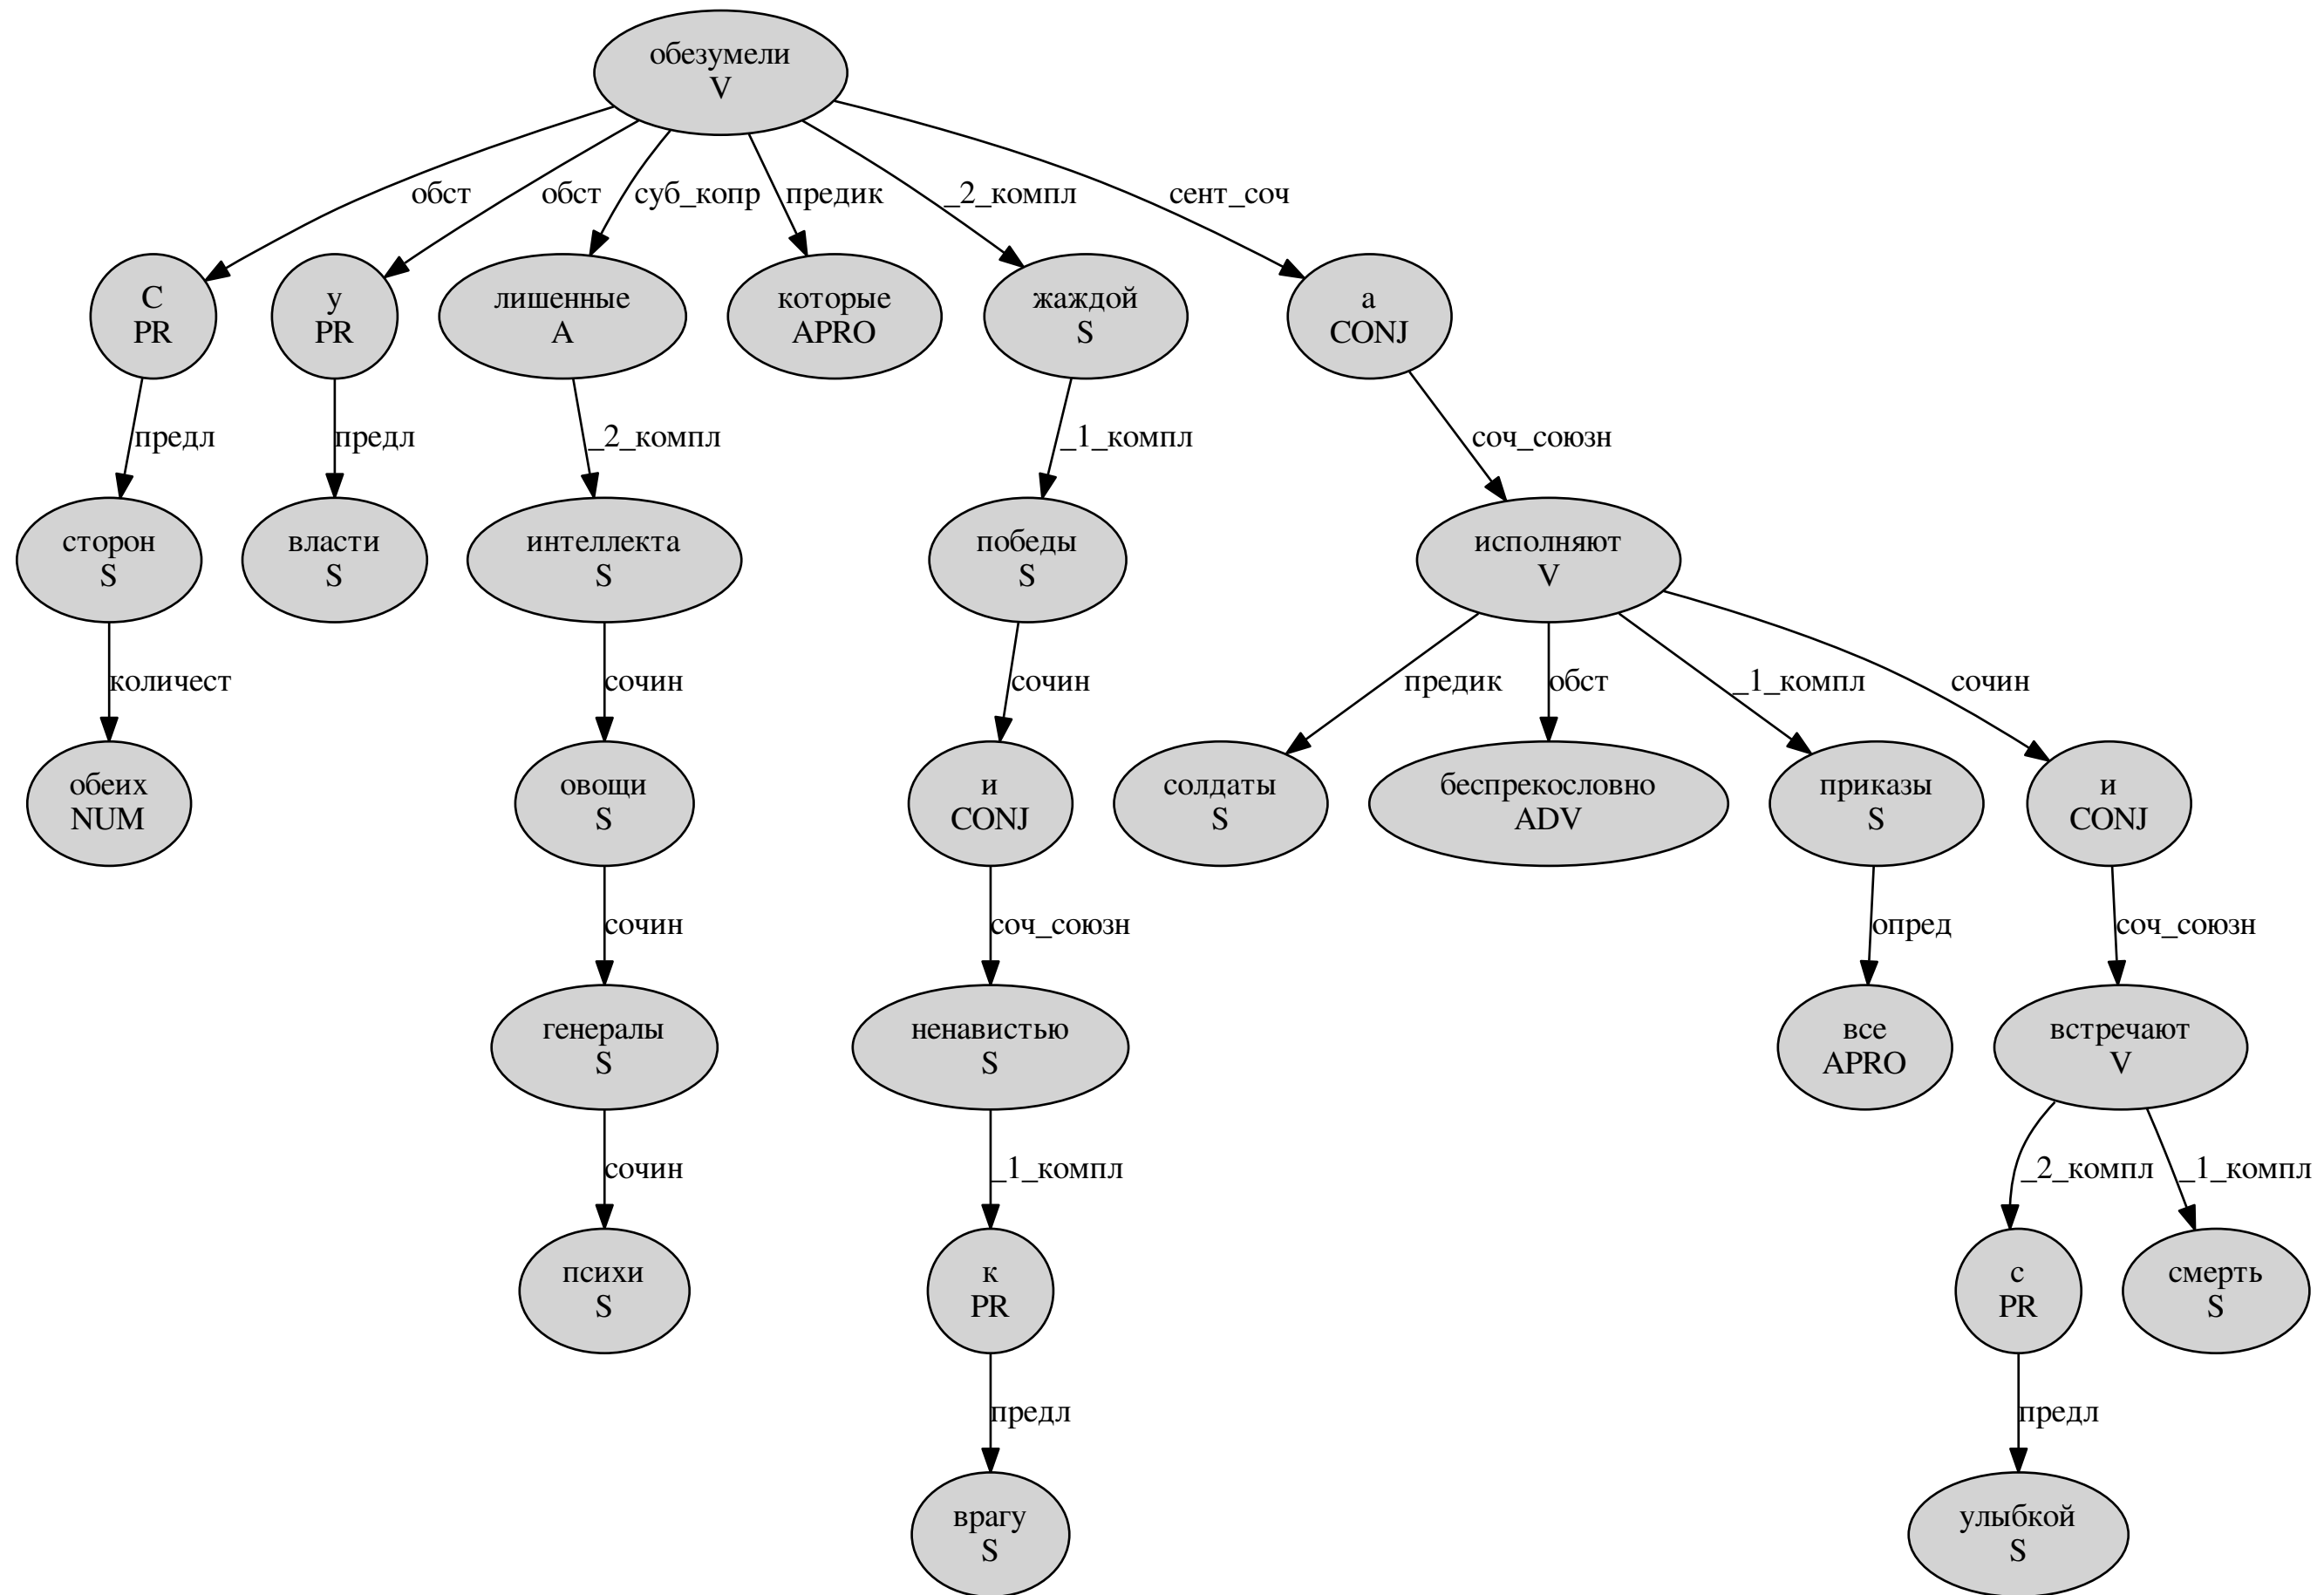 обезумели
V
обст
обст
суб_копр
предик
_2_компл
сент_соч
С
PR
у
PR
лишенные
A
которые
APRO
жаждой
S
а
CONJ
предл
предл
_2_компл
_1_компл
соч_союзн
сторон
S
власти
S
интеллекта
S
победы
S
исполняют
V
количест
сочин
сочин
предик
обст
_1_компл
сочин
обеих
NUM
овощи
S
и
CONJ
солдаты
S
беспрекословно
ADV
приказы
S
и
CONJ
сочин
соч_союзн
опред
соч_союзн
генералы
S
ненавистью
S
все
APRO
встречают
V
сочин
_1_компл
_2_компл
_1_компл
психи
S
к
PR
с
PR
смерть
S
предл
предл
врагу
S
улыбкой
S